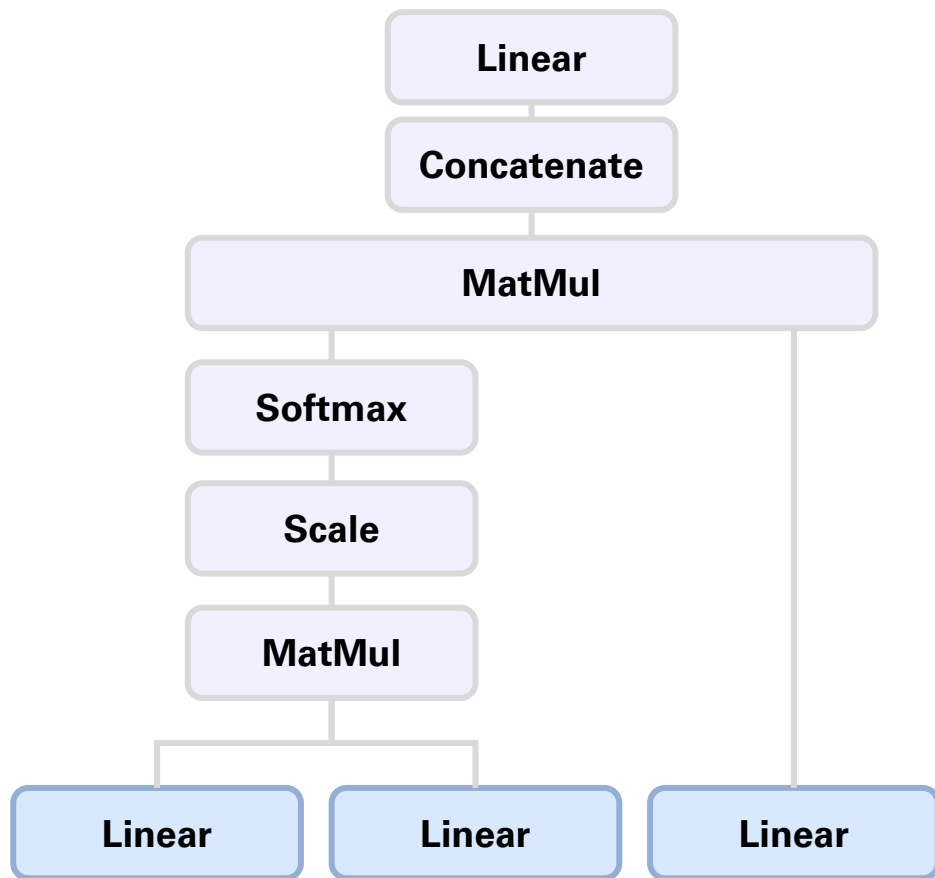 Linear
Concatenate
MatMul
Softmax
Scale
MatMul
Linear
Linear
Linear